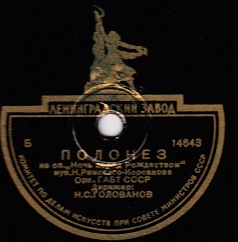 ЛЕНИНГРАДСКИЙ ЗАВОД
Б 14643
ПОЛОНЕЗ
из оп. „Ночь перед Рождеством"
муз. Н. Римского-Корсакова
Орк. ГАБТ СССР
Дирижер:
Н. С. ГОЛОВАНОВ
КОМИТЕТ ПО ДЕЛАМ ИСКУССТВ ПРИ СОВЕТЕ МИНИСТРОВ СССР